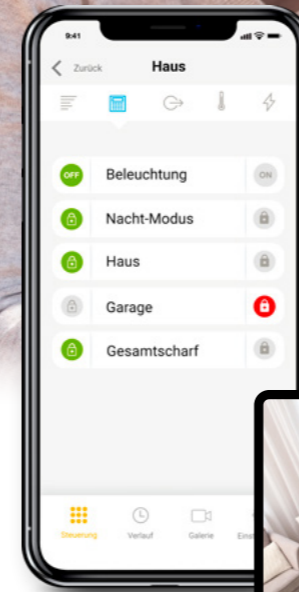 9:41
Zurück Haus
OFF Beleuchtung ON
Nacht-Modus
Haus
Garage
Gesamtscharf
Steuerung Verlauf Galerie